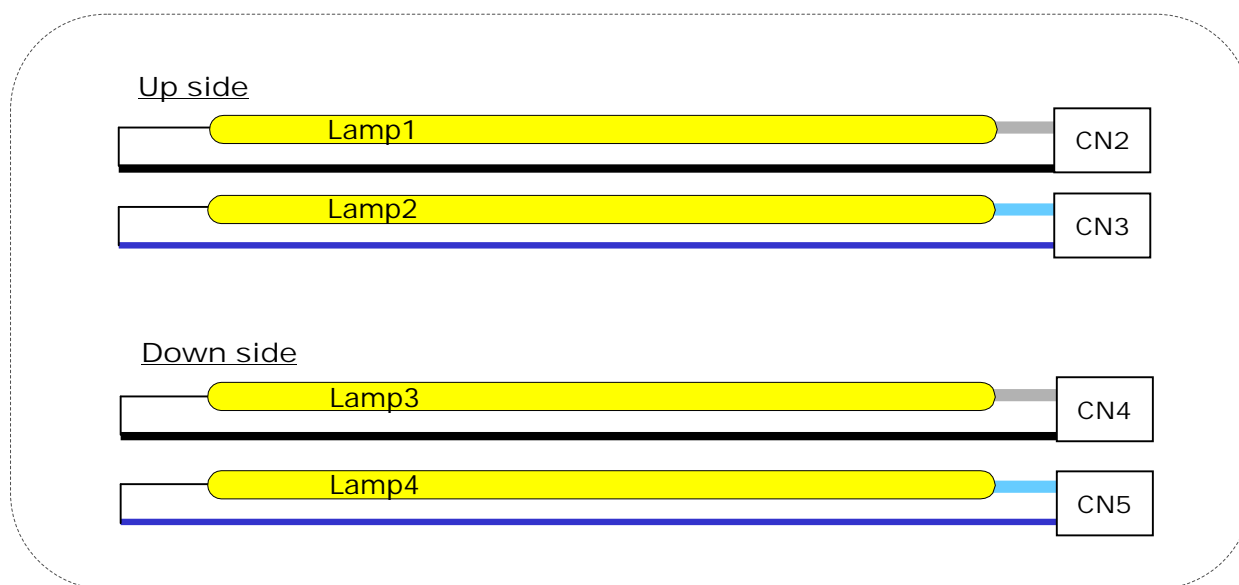 Up side
Lamp1
CN2
Lamp2
CN3
Down side
Lamp3
CN4
Lamp4
CN5